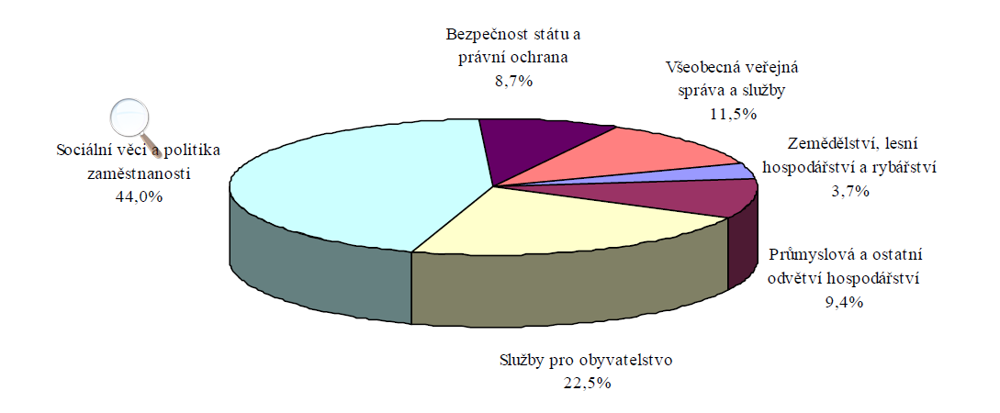 Bezpečnost státu a
právní ochrana
8,7%
Všeobecná veřejná
správa a služby
11,5%
Zemědělství, lesní
hospodářství a rybářství
3,7%
Průmyslová a ostatní
odvětví hospodářství
9,4%
Služby pro obyvatelstvo
22,5%
Sociální věci a politika
zaměstnanosti
44,0%